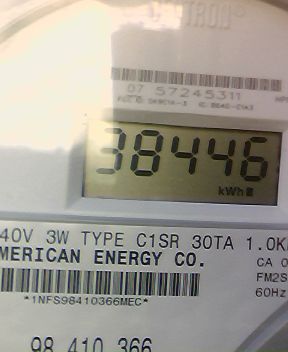 07 57245311
38446
kWh
40V 3W TYPE C1SR 30TA 1.0K
MERICAN ENERGY CO.
CA 0
FM2S
60Hz
*1NFS98410366MEC*
98 410 366